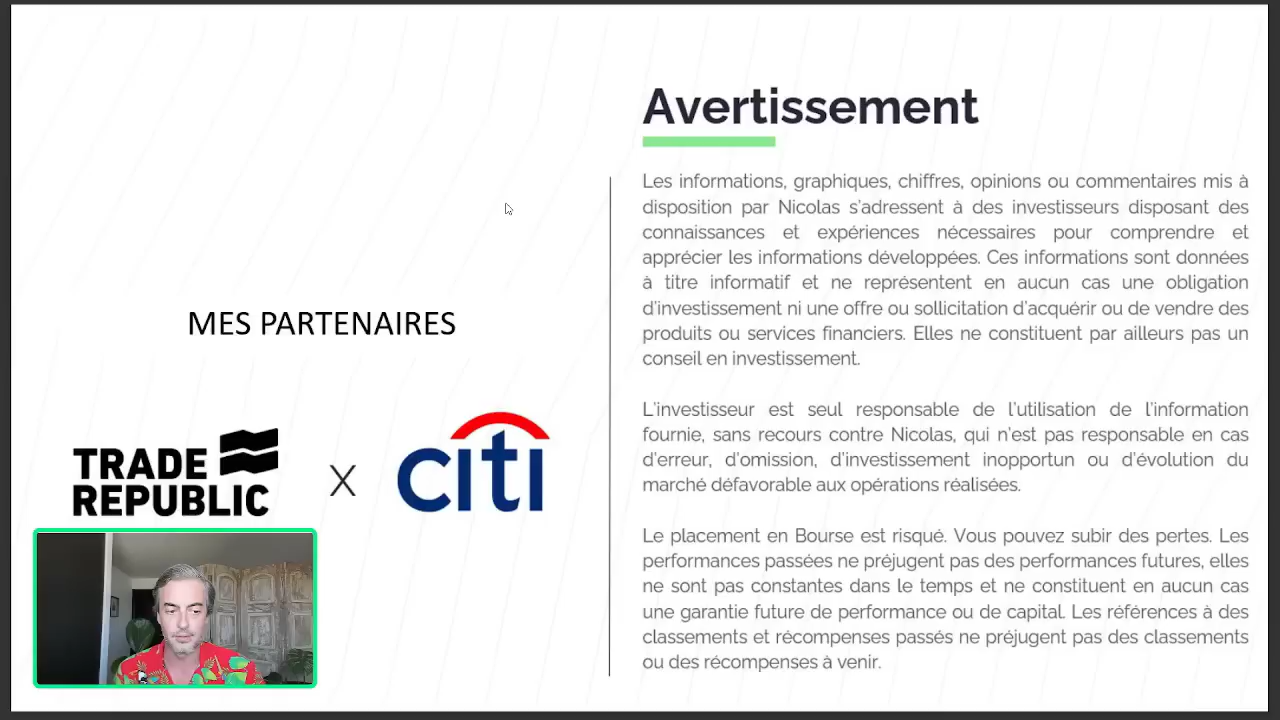 MES PARTENAIRES
TRADE
REPUBLIC
X
citi
Avertissement
Les informations, graphiques, chiffres, opinions ou commentaires mis à
disposition par Nicolas s'adressent à des investisseurs disposant des
connaissances et expériences nécessaires pour comprendre et
apprécier les informations développées. Ces informations sont données
à titre informatif et ne représentent en aucun cas une obligation
d'investissement ni une offre ou sollicitation d'acquérir ou de vendre des
produits ou services financiers. Elles ne constituent par ailleurs pas un
conseil en investissement.
L'investisseur est seul responsable de l'utilisation de l'information
fournie, sans recours contre Nicolas, qui n'est pas responsable en cas
d'erreur, d'omission, d'investissement inopportun ou d'évolution du
marché défavorable aux opérations réalisées.
Le placement en Bourse est risqué. Vous pouvez subir des pertes. Les
performances passées ne préjugent pas des performances futures, elles
ne sont pas constantes dans le temps et ne constituent en aucun cas
une garantie future de performance ou de capital. Les références à des
classements et récompenses passés ne préjugent pas des classements
ou des récompenses à venir.